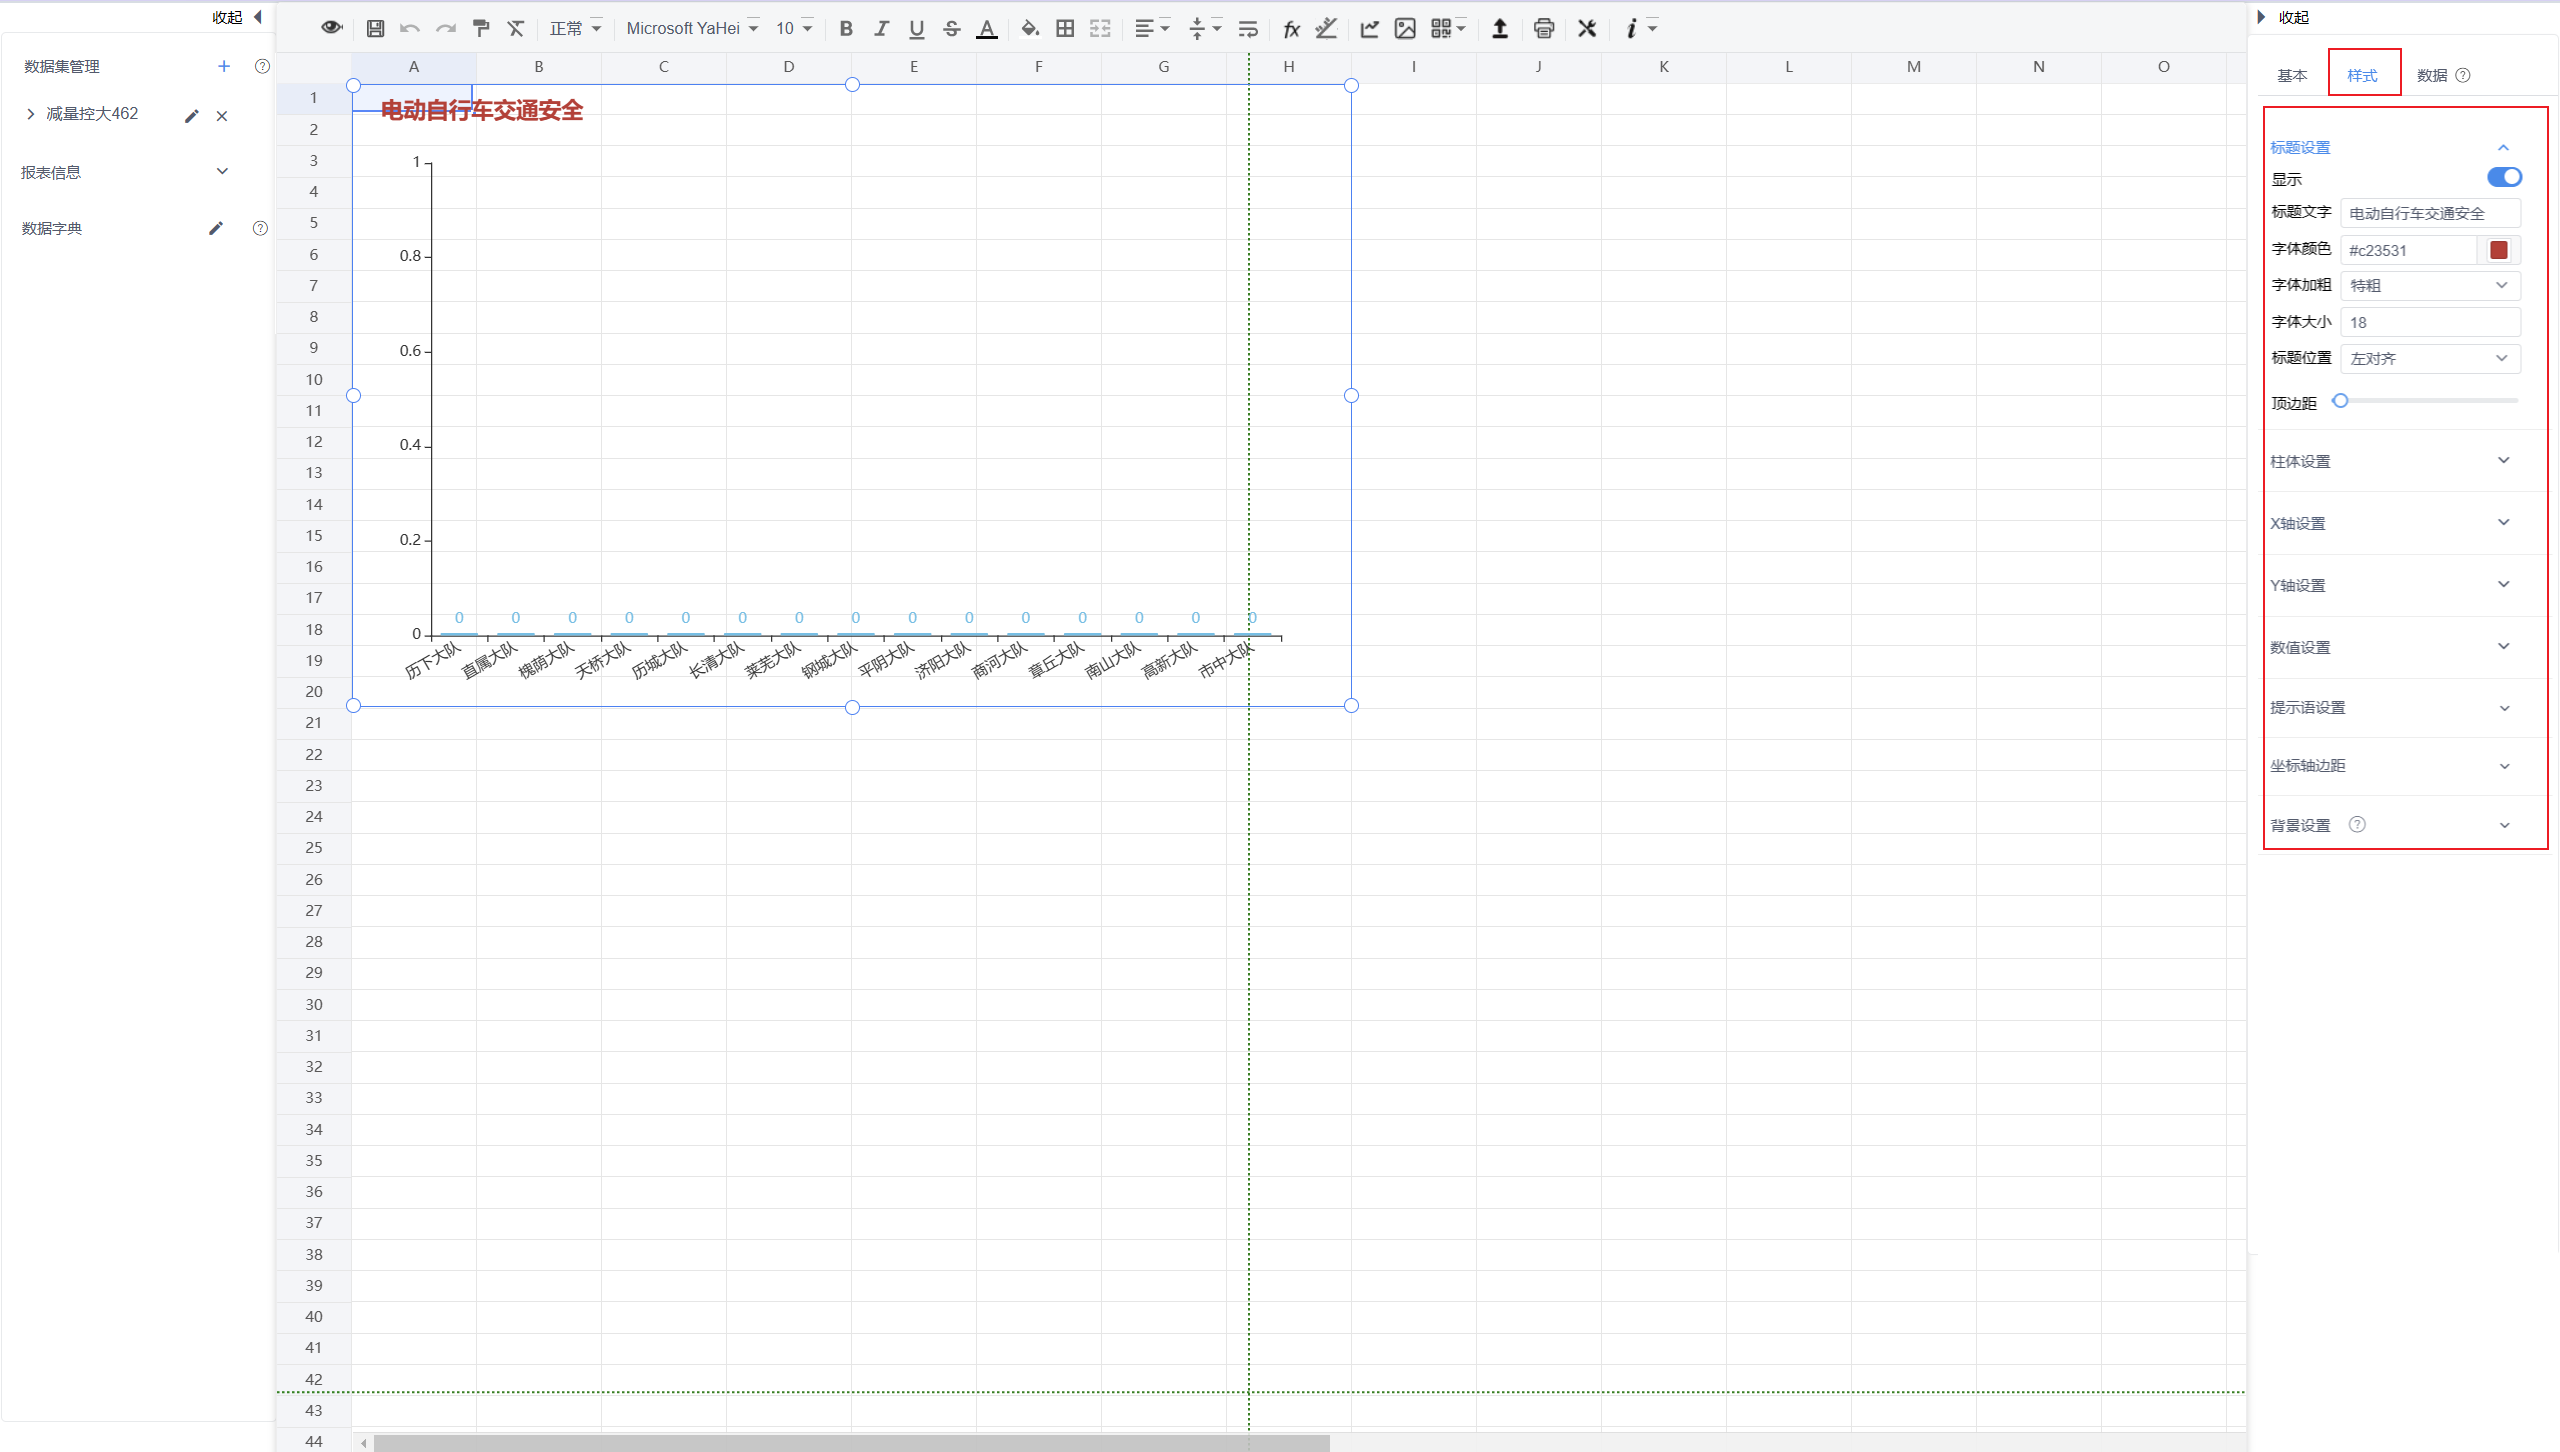 收起
数据集管理
减量控大462
报表信息
数据字典
正常
Microsoft YaHei
10
A B C D E F G H I J K L M N O
1
2
3
4
5
6
7
8
9
10
11
12
13
14
15
16
17
18
19
20
21
22
23
24
25
26
27
28
29
30
31
32
33
34
35
36
37
38
39
40
41
42
43
44
电动自行车交通安全
1
0.8
0.6
0.4
0.2
0
0 0 0 0 0 0 0 0 0 0 0 0 0 0 0
历下大队 直属大队 槐荫大队 天桥大队 历城大队 长清大队 莱芜大队 钢城大队 平阴大队 济阳大队 商河大队 章丘大队 南山大队 高新大队 市中大队
收起
基本 样式 数据
标题设置
显示
标题文字 电动自行车交通安全
字体颜色 #c23531
字体加粗 特粗
字体大小 18
标题位置 左对齐
顶边距
柱体设置
X轴设置
Y轴设置
数值设置
提示语设置
坐标轴边距
背景设置